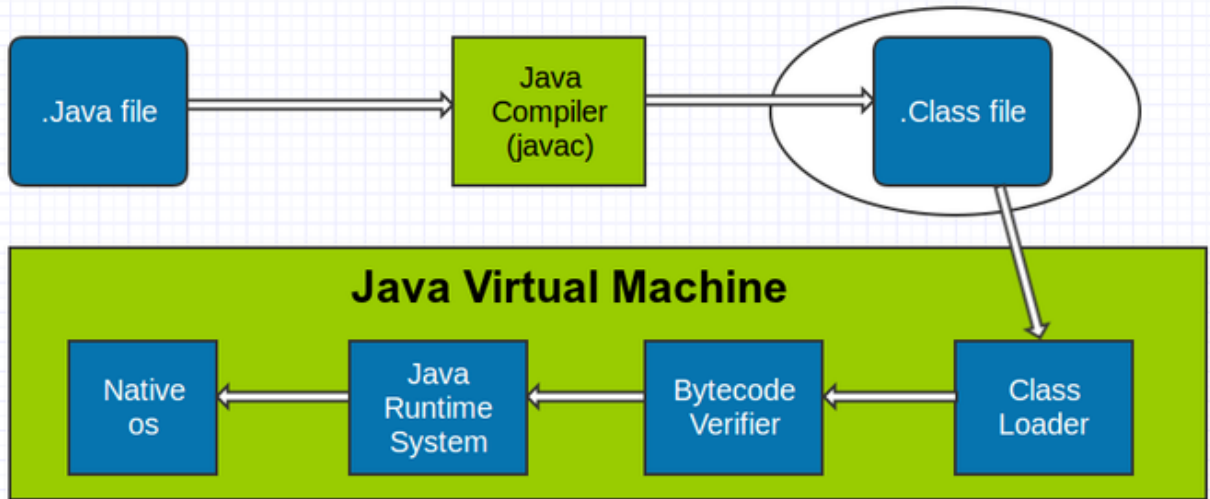 .Java file
Java
Compiler
(javac)
.Class file
Java Virtual Machine
Native
os
Java
Runtime
System
Bytecode
Verifier
Class
Loader